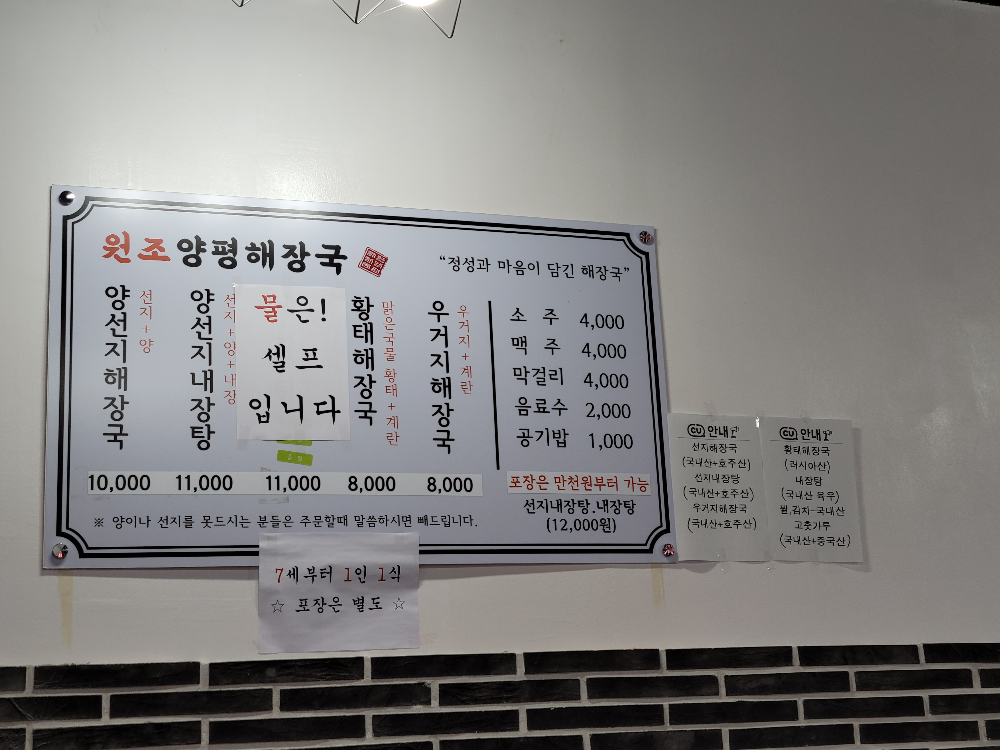 원조양평해장국
“정성과 마음이 담긴 해장국”
양선지해장국
선지+양
양선지내장탕
선지+양+내장
물은!
셀프
입니다
황태해장국
맑은국물 황태+계란
우거지해장국
우거지+계란
소 주 4,000
맥 주 4,000
막걸리 4,000
음료수 2,000
공기밥 1,000
10,000 11,000 11,000 8,000 8,000
포장은 만천원부터 가능
선지내장탕.내장탕
(12,000원)
※ 양이나 선지를 못드시는 분들은 주문할때 말씀하시면 빼드립니다.
7세부터 1인 1식
☆ 포장은 별도 ☆
CU 안내
선지해장국
(국내산+호주산)
선지내장탕
(국내산+호주산)
우거지해장국
(국내산+호주산)
CU 안내
황태해장국
(러시아산)
내장탕
(국내산 육우)
쌀,김치-국내산
고춧가루
(국내산+중국산)